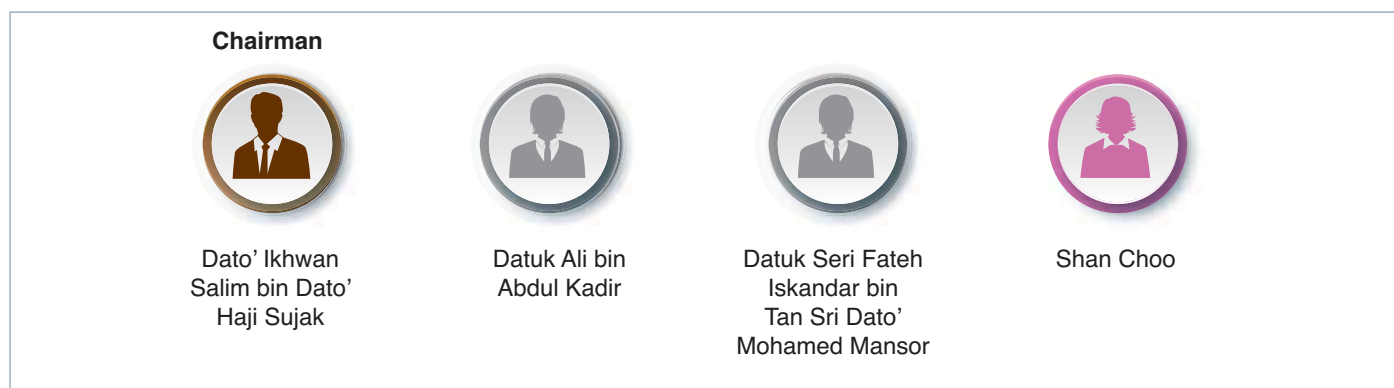 Chairman
Dato’ Ikhwan
Salim bin Dato’
Haji Sujak
Datuk Ali bin
Abdul Kadir
Datuk Seri Fateh
Iskandar bin
Tan Sri Dato’
Mohamed Mansor
Shan Choo